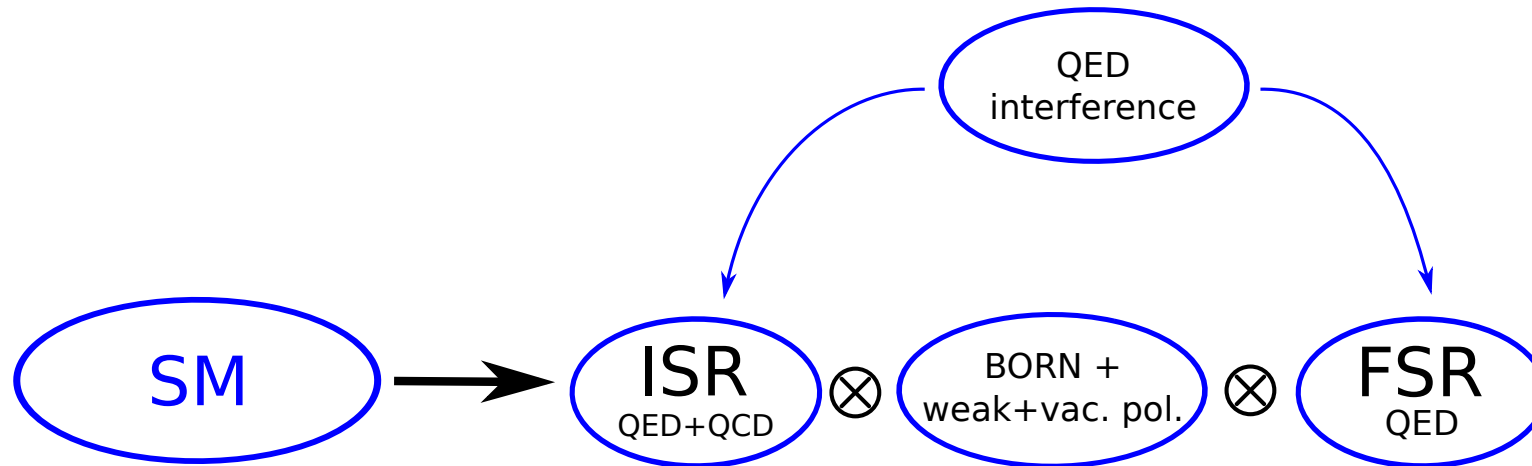 QED
interference
SM
ISR
QED+QCD
BORN +
weak+vac. pol.
FSR
QED